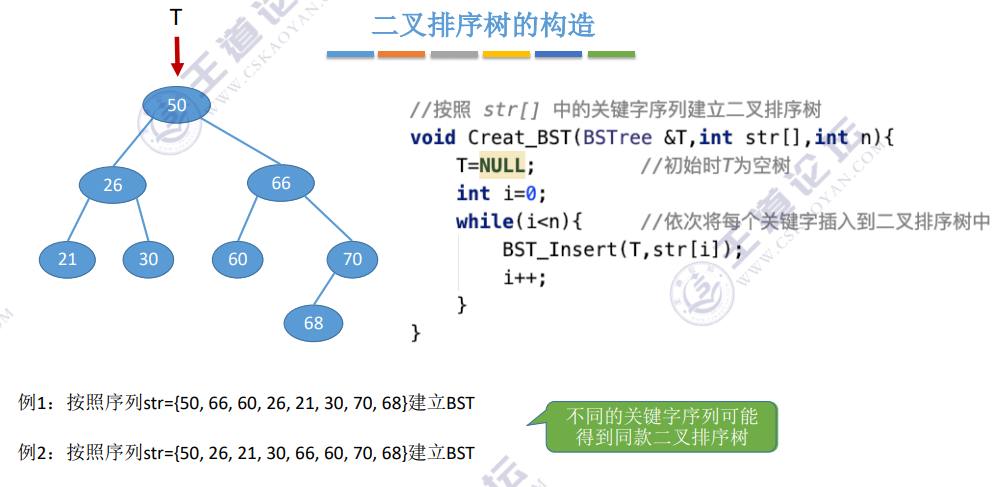 二叉排序树的构造
T
50
26
66
21
30
60
70
68
//按照 str[] 中的关键字序列建立二叉排序树
void Creat_BST(BSTree &T,int str[],int n){
T=NULL; //初始时T为空树
int i=0;
while(i<n){ //依次将每个关键字插入到二叉排序树中
BST_Insert(T,str[i]);
i++;
}
}
例1：按照序列str={50, 66, 60, 26, 21, 30, 70, 68}建立BST
例2：按照序列str={50, 26, 21, 30, 66, 60, 70, 68}建立BST
不同的关键字序列可能
得到同款二叉排序树
王道论坛
WWW.CSKAOYAN.COM